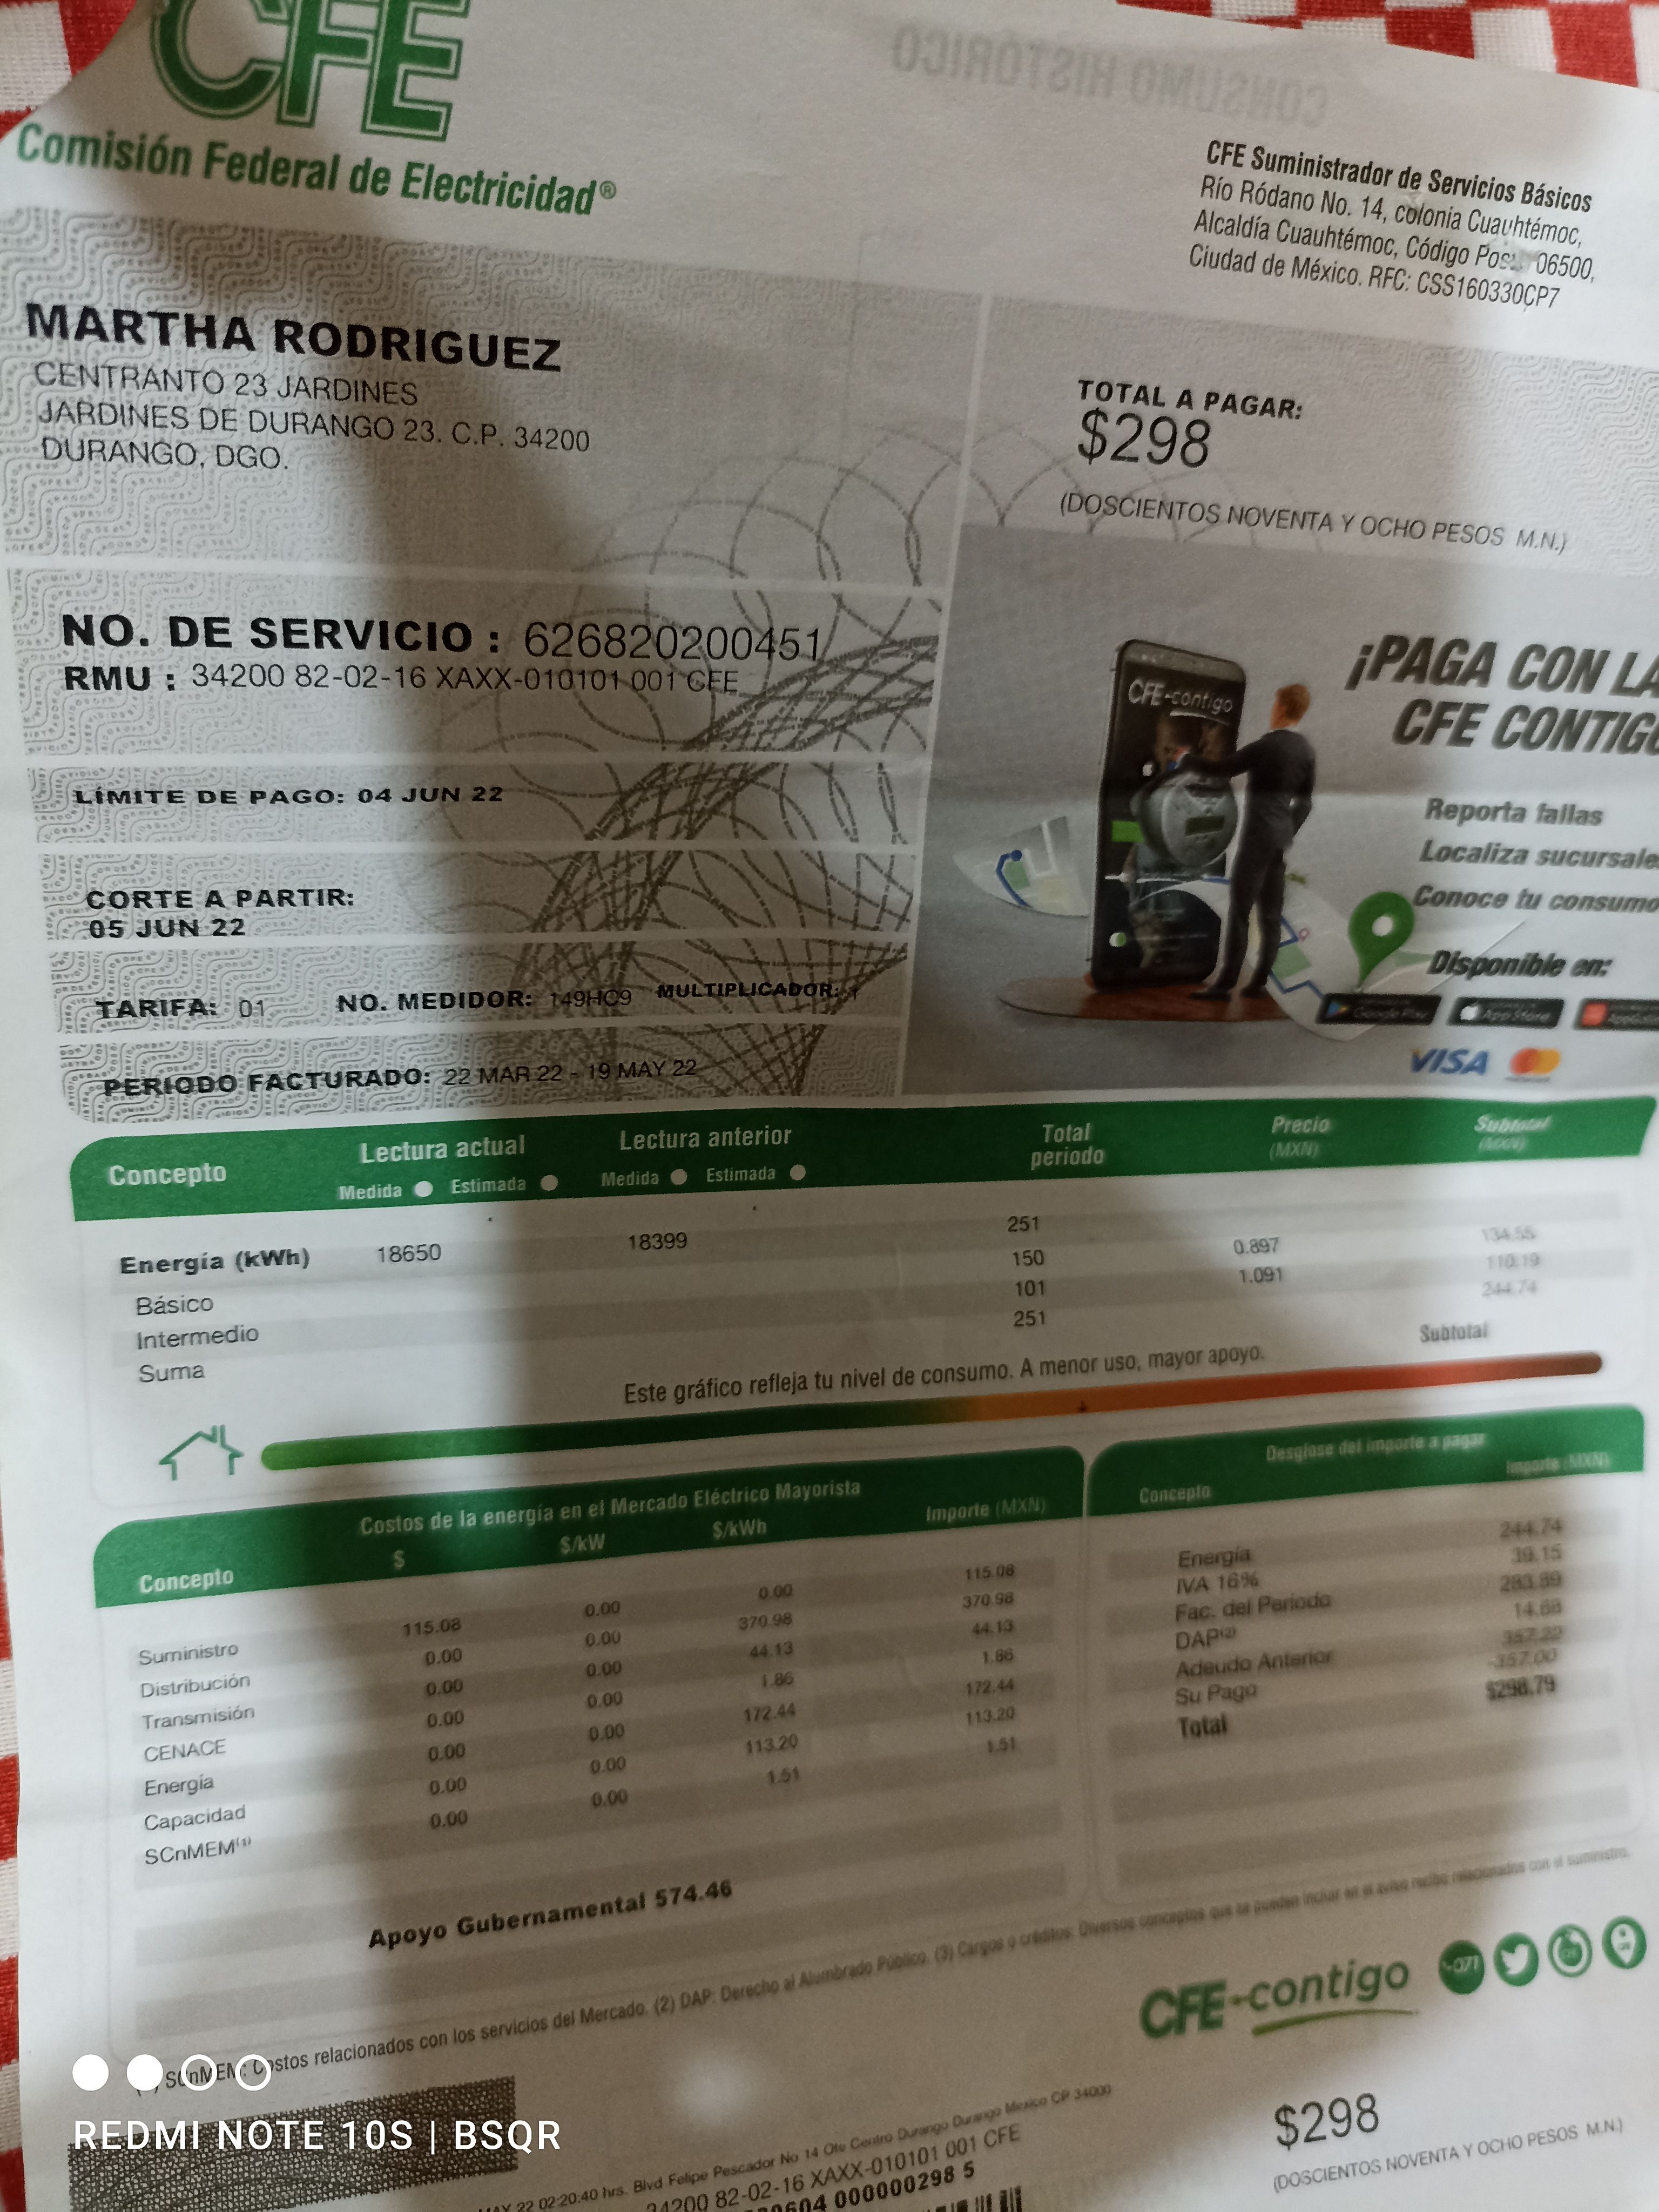 CFE
Comisión Federal de Electricidad®
CONSUMO HISTÓRICO
CFE Suministrador de Servicios Básicos
Río Ródano No. 14, colonia Cuauhtémoc,
Alcaldía Cuauhtémoc, Código 06500,
Ciudad de México. RFC: CSS160330CP7
MARTHA RODRIGUEZ
CENTRANTO 23 JARDINES
JARDINES DE DURANGO 23. C.P. 34200
DURANGO, DGO.
TOTAL A PAGAR:
$298
(DOSCIENTOS NOVENTA Y OCHO PESOS M.N.)
NO. DE SERVICIO : 626820200451
RMU : 34200 82-02-16 XAXX-010101 001 CFE
LÍMITE DE PAGO: 04 JUN 22
CORTE A PARTIR:
05 JUN 22
TARIFA: 01 NO. MEDIDOR: 149HC9 MULTIPLICADOR: 1
PERIODO FACTURADO: 22 MAR 22 - 19 MAY 22
CFE-contigo
¡PAGA CON LA
CFE CONTIGO
Reporta fallas
Localiza sucursale
Conoce tu consumo
Disponible en:
Google Play App Store
VISA
Concepto Lectura actual Lectura anterior Total periodo Precio (MXN) Subtotal (MXN)
Medida Estimada Medida Estimada
Energía (kWh) 18650 18399 251
Básico 150 0.897 134.55
Intermedio 101 1.091 110.19
Suma 251 244.74
Subtotal
Este gráfico refleja tu nivel de consumo. A menor uso, mayor apoyo.
Costos de la energía en el Mercado Eléctrico Mayorista
Concepto $ $/kW $/kWh Importe (MXN)
Suministro 115.08 0.00 0.00 115.08
Distribución 0.00 0.00 370.98 370.98
Transmisión 0.00 0.00 44.13 44.13
CENACE 0.00 0.00 1.86 1.86
Energía 0.00 0.00 172.44 172.44
Capacidad 0.00 0.00 113.20 113.20
SCnMEM(1) 0.00 0.00 1.51 1.51
Apoyo Gubernamental 574.46
Desglose del importe a pagar
Concepto Importe (MXN)
Energía 244.74
IVA 16% 39.15
Fac. del Periodo 283.89
DAP(2) 14.68
Adeudo Anterior 357.22
Su Pago -357.00
Total $298.79
SCnMEM: Costos relacionados con los servicios del Mercado. (2) DAP: Derecho al Alumbrado Público. (3) Cargos o créditos: Diversos conceptos que se pueden incluir en el aviso recibo relacionados con el suministro.
CFE-contigo
071
REDMI NOTE 10S | BSQR
MAY 22 02:20:40 hrs. Blvd Felipe Pescador No 14 Ote Centro Durango Durango Mexico CP 34000
34200 82-02-16 XAXX-010101 001 CFE
0604 000000298 5
$298
(DOSCIENTOS NOVENTA Y OCHO PESOS M.N.)